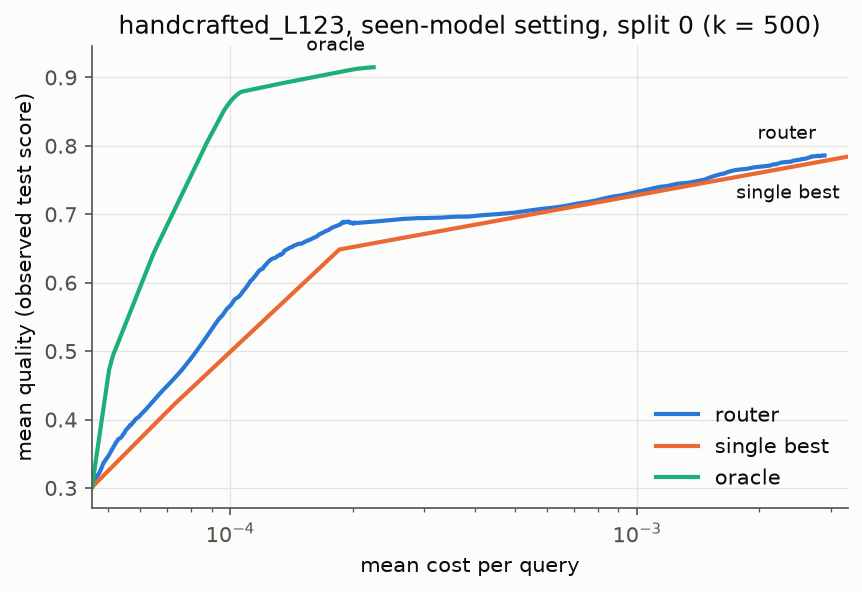 handcrafted_L123, seen-model setting, split 0 (k = 500)
oracle
0.9
0.8
0.7
0.6
0.5
0.4
0.3
mean quality (observed test score)
router
single best
router
single best
oracle
10⁻⁴
10⁻³
mean cost per query